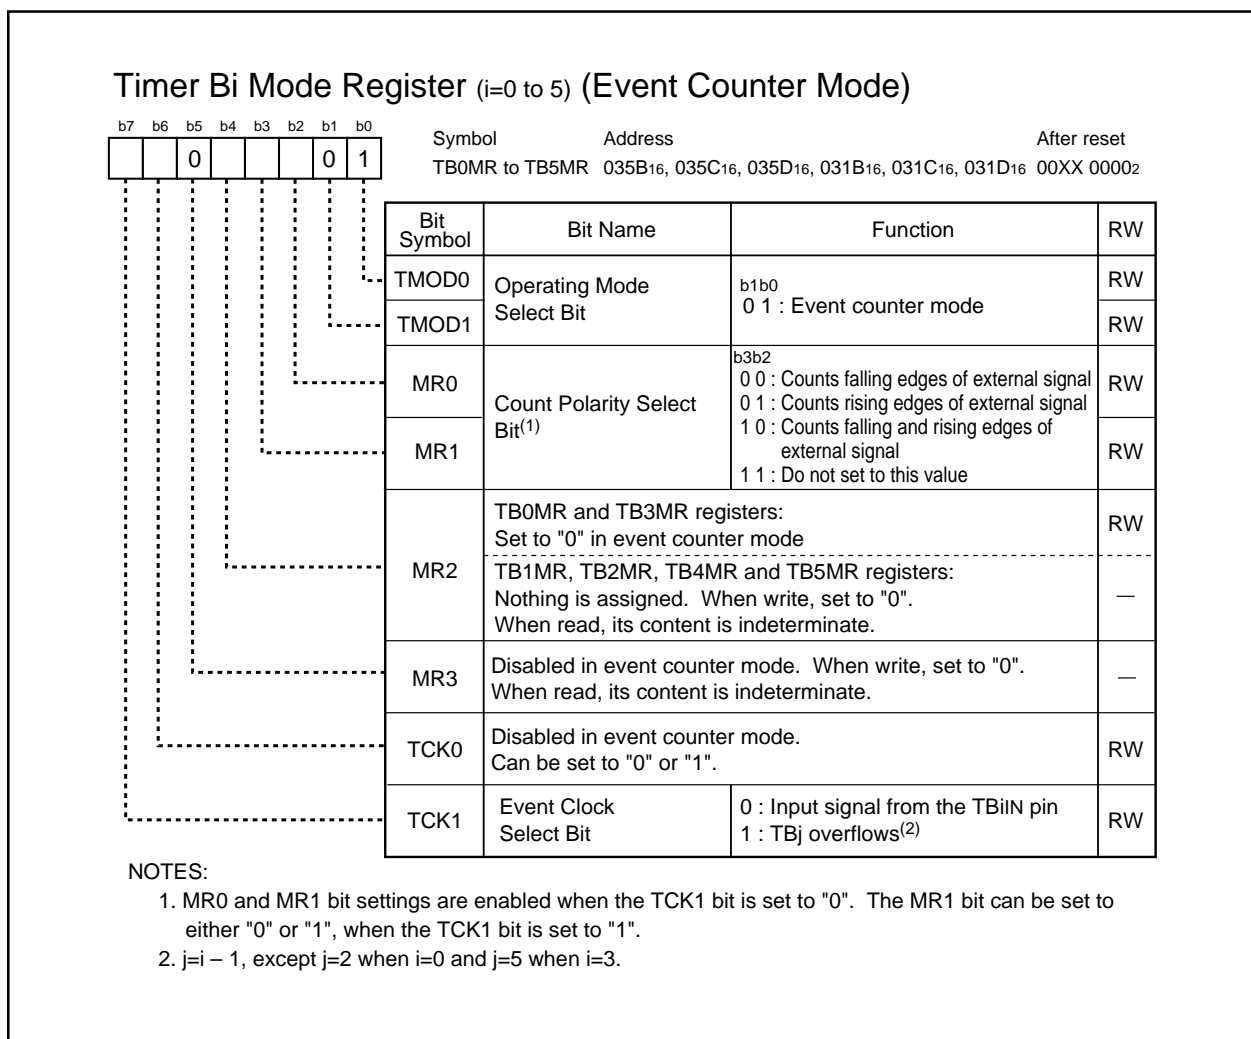 Timer Bi Mode Register (i=0 to 5) (Event Counter Mode)
b7 b6 b5 b4 b3 b2 b1 b0
0 0 1
Symbol Address After reset
TB0MR to TB5MR 035B16, 035C16, 035D16, 031B16, 031C16, 031D16 00XX 00002
Bit Symbol Bit Name Function RW
TMOD0 RW
Operating Mode
Select Bit
b1b0
0 1 : Event counter mode
TMOD1 RW
MR0 RW
Count Polarity Select
Bit(1)
b3b2
0 0 : Counts falling edges of external signal
0 1 : Counts rising edges of external signal
1 0 : Counts falling and rising edges of
external signal
1 1 : Do not set to this value
MR1 RW
MR2
TB0MR and TB3MR registers:
Set to "0" in event counter mode
RW
TB1MR, TB2MR, TB4MR and TB5MR registers:
Nothing is assigned. When write, set to "0".
When read, its content is indeterminate.
—
MR3
Disabled in event counter mode. When write, set to "0".
When read, its content is indeterminate.
—
TCK0
Disabled in event counter mode.
Can be set to "0" or "1".
RW
TCK1
Event Clock
Select Bit
0 : Input signal from the TBiIN pin
1 : TBj overflows(2)
RW
NOTES:
1. MR0 and MR1 bit settings are enabled when the TCK1 bit is set to "0". The MR1 bit can be set to
either "0" or "1", when the TCK1 bit is set to "1".
2. j=i – 1, except j=2 when i=0 and j=5 when i=3.